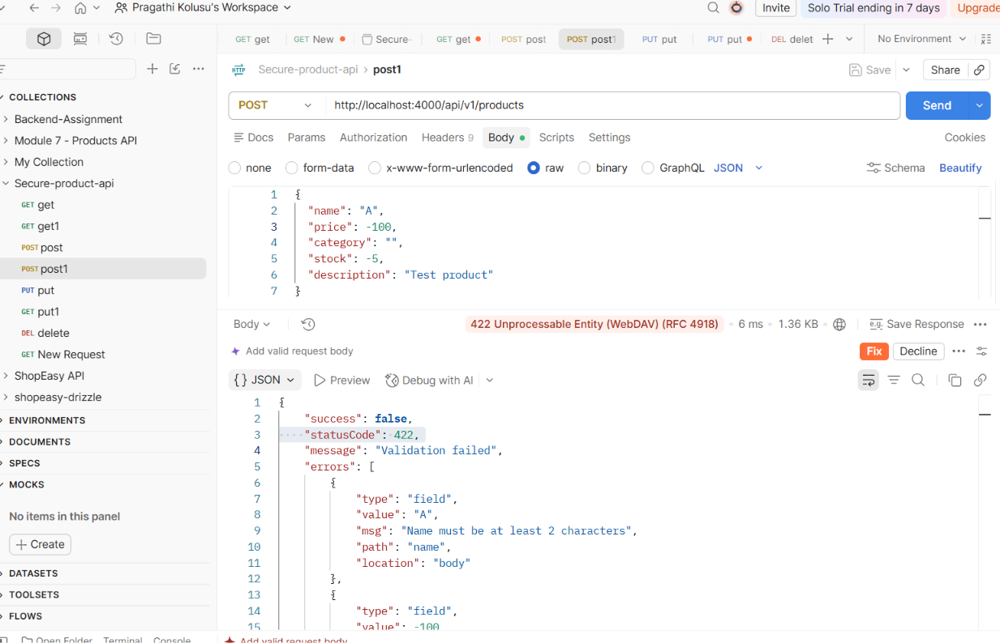 Pragathi Kolusu's Workspace
Invite
Solo Trial ending in 7 days
Upgrade
GET get
GET New
Secure-
GET get
POST post
POST post1
PUT put
PUT put
DEL delet
No Environment
HTTP Secure-product-api > post1
Save
Share
COLLECTIONS
Backend-Assignment
Module 7 - Products API
My Collection
Secure-product-api
GET get
GET get1
POST post
POST post1
PUT put
GET put1
DEL delete
GET New Request
ShopEasy API
shopeasy-drizzle
ENVIRONMENTS
DOCUMENTS
SPECS
MOCKS
No items in this panel
+ Create
DATASETS
TOOLSETS
FLOWS
POST
http://localhost:4000/api/v1/products
Send
Docs
Params
Authorization
Headers 9
Body
Scripts
Settings
Cookies
none
form-data
x-www-form-urlencoded
raw
binary
GraphQL
JSON
Schema
Beautify
1 {
2 "name": "A",
3 "price": -100,
4 "category": "",
5 "stock": -5,
6 "description": "Test product"
7 }
Body
422 Unprocessable Entity (WebDAV) (RFC 4918)
6 ms
1.36 KB
e.g. Save Response
Add valid request body
Fix
Decline
{} JSON
Preview
Debug with AI
1 {
2 "success": false,
3 "statusCode": 422,
4 "message": "Validation failed",
5 "errors": [
6 {
7 "type": "field",
8 "value": "A",
9 "msg": "Name must be at least 2 characters",
10 "path": "name",
11 "location": "body"
12 },
13 {
14 "type": "field",
15 "value": -100
Open Folder
Terminal
Console
Add valid request body